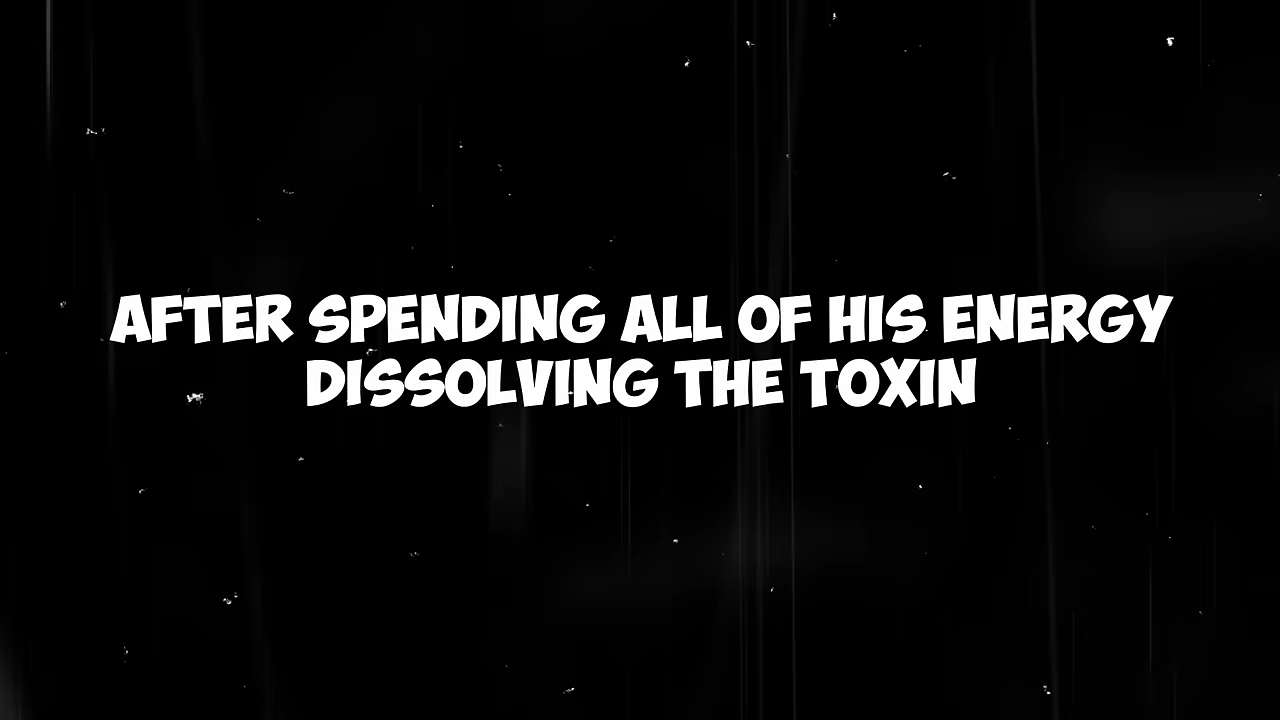 AFTER SPENDING ALL OF HIS ENERGY
DISSOLVING THE TOXIN